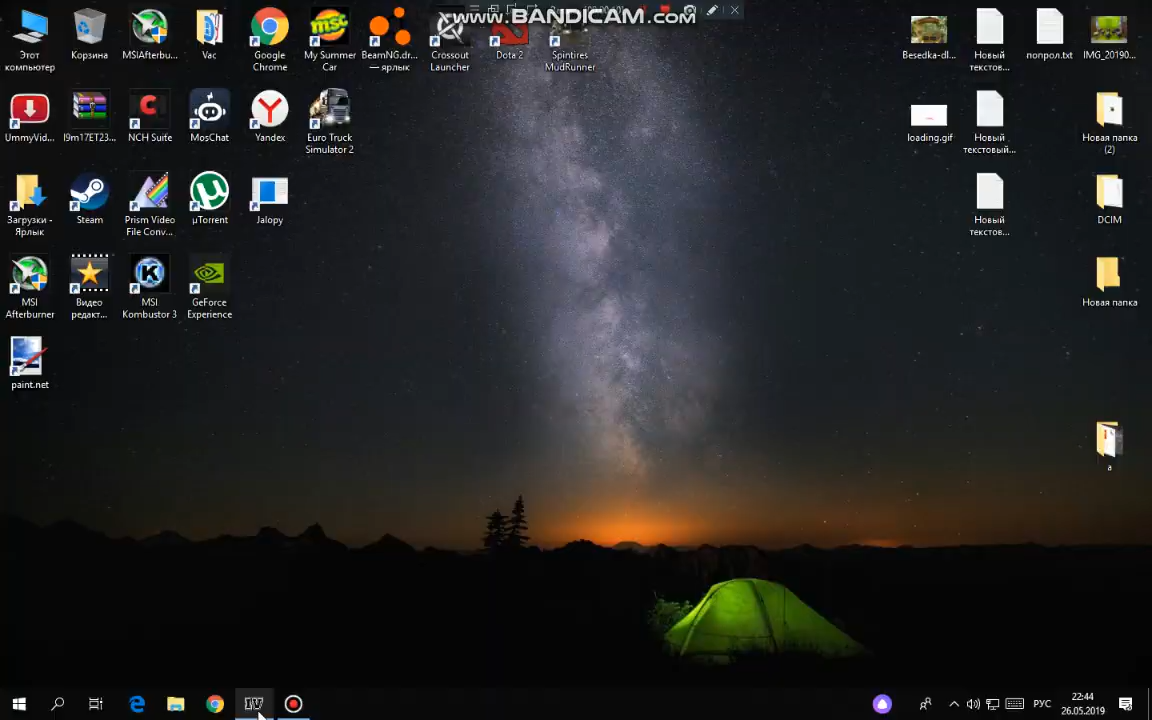 www.BANDICAM.com
Этот
компьютер
Корзина
MSIAfterbu...
Vac
Google
Chrome
My Summer
Car
BeamNG.dr...
— ярлык
Crossout
Launcher
Dota 2
Spintires
MudRunner
Besedka-dl...
Новый
текстов...
попрол.txt
IMG_20190...
UmmyVid...
I9m17ET23...
NCH Suite
MosChat
Yandex
Euro Truck
Simulator 2
loading.gif
Новый
текстовый...
Новая папка
(2)
Загрузки -
Ярлык
Steam
Prism Video
File Conv...
µTorrent
Jalopy
Новый
текстов...
DCIM
MSI
Afterburner
Видео
редакт...
MSI
Kombustor 3
GeForce
Experience
Новая папка
paint.net
a
IV
РУС
22:44
26.05.2019